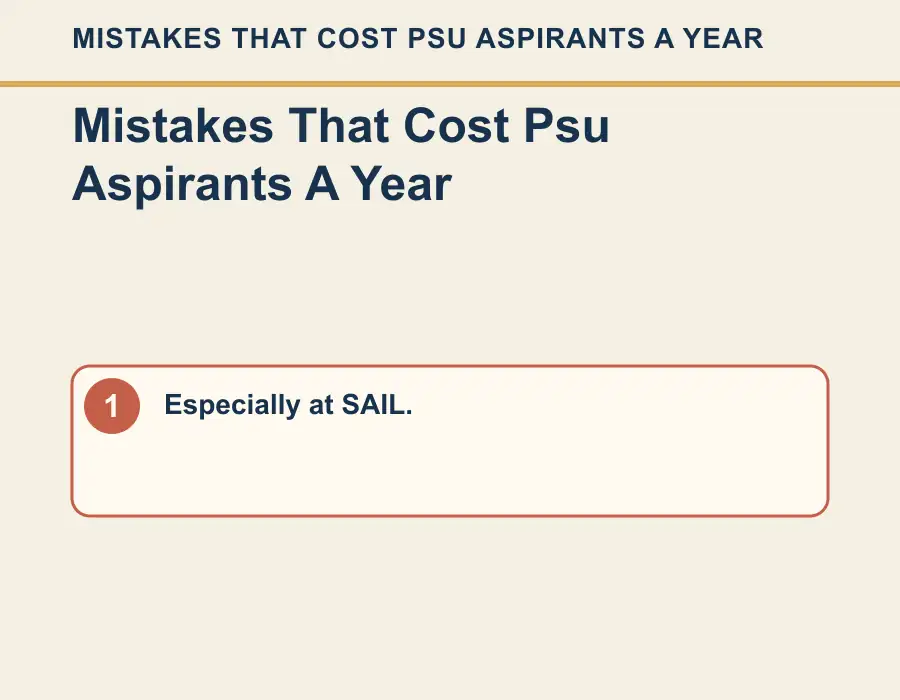 MISTAKES THAT COST PSU ASPIRANTS A YEAR
Mistakes That Cost Psu
Aspirants A Year
1 Especially at SAIL.